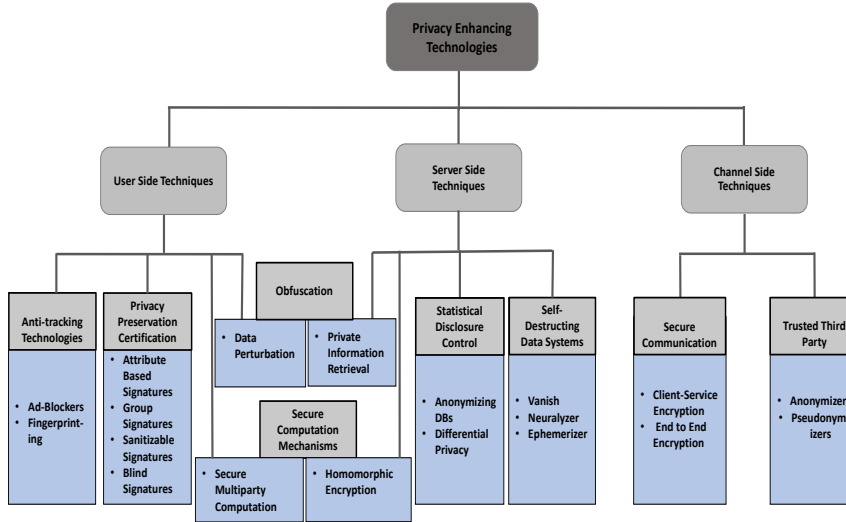 Privacy Enhancing
Technologies
User Side Techniques
Server Side
Techniques
Channel Side
Techniques
Anti-tracking
Technologies
• Ad-Blockers
• Fingerprint-
ing
Privacy
Preservation
Certification
• Attribute
Based
Signatures
• Group
Signatures
• Sanitizable
Signatures
• Blind
Signatures
Obfuscation
• Data
Perturbation
• Private
Information
Retrieval
Secure
Computation
Mechanisms
• Secure
Multiparty
Computation
• Homomorphic
Encryption
Statistical
Disclosure
Control
• Anonymizing
DBs
• Differential
Privacy
Self-
Destructing
Data Systems
• Vanish
• Neuralyzer
• Ephemerizer
Secure
Communication
• Client-Service
Encryption
• End to End
Encryption
Trusted Third
Party
• Anonymizer
• Pseudonym
izers